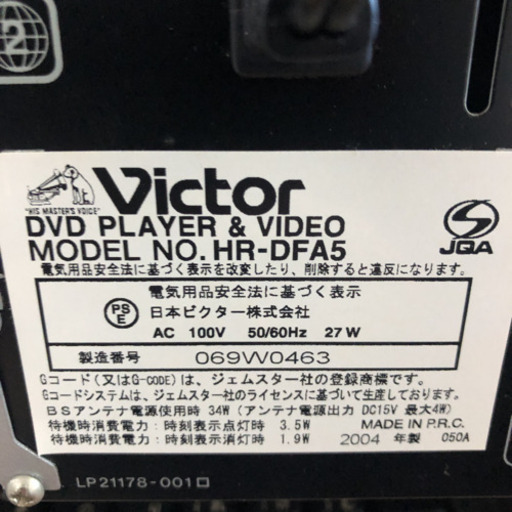 2
Victor
"HIS MASTER'S VOICE"
DVD PLAYER & VIDEO
MODEL NO. HR-DFA5
JQA
電気用品安全法に基づく表示を改変したり、削除すると違反になります。
電気用品安全法に基づく表示
PS
E
日本ビクター株式会社
AC 100V 50/60Hz 27W
製造番号 069W0463
Gコード(又はG-CODE)は、ジェムスター社の登録商標です。
Gコードシステムは、ジェムスター社のライセンスに基づいて生産しております。
BSアンテナ電源使用時 34W (アンテナ電源出力 DC15V 最大4W)
待機時消費電力:時刻表示点灯時 3.5W MADE IN P.R.C.
待機時消費電力:時刻表示消灯時 1.9W 2004 年製 050A
LP21178-001